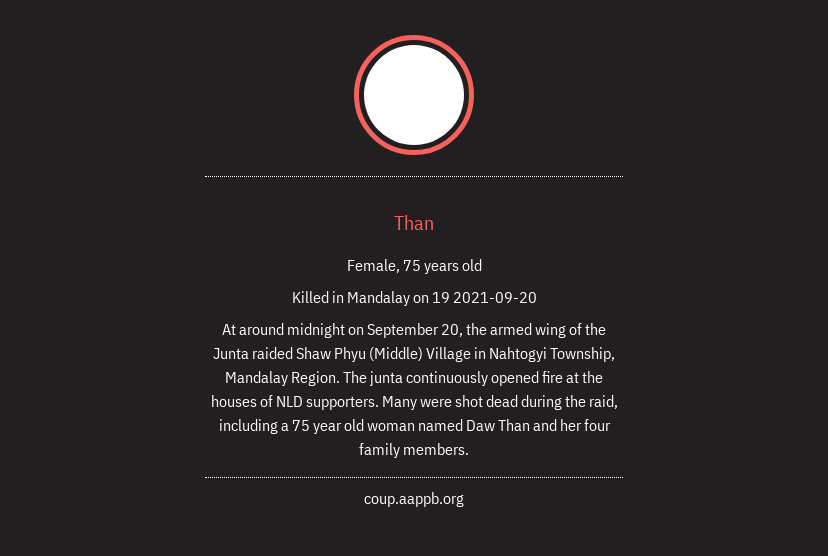 Than
Female, 75 years old
Killed in Mandalay on 19 2021-09-20
At around midnight on September 20, the armed wing of the
Junta raided Shaw Phyu (Middle) Village in Nahtogyi Township,
Mandalay Region. The junta continuously opened fire at the
houses of NLD supporters. Many were shot dead during the raid,
including a 75 year old woman named Daw Than and her four
family members.
coup.aappb.org